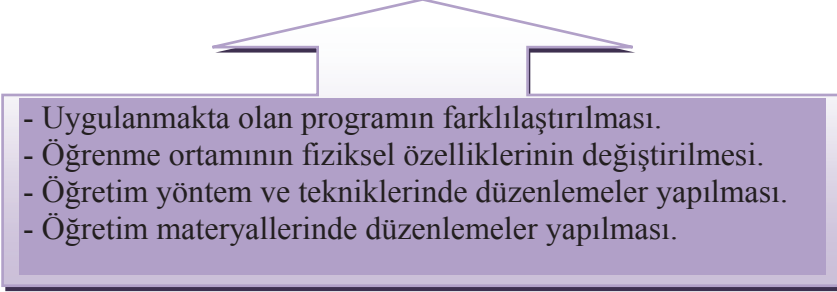 - Uygulanmakta olan programın farklılaştırılması.
- Öğrenme ortamının fiziksel özelliklerinin değiştirilmesi.
- Öğretim yöntem ve tekniklerinde düzenlemeler yapılması.
- Öğretim materyallerinde düzenlemeler yapılması.